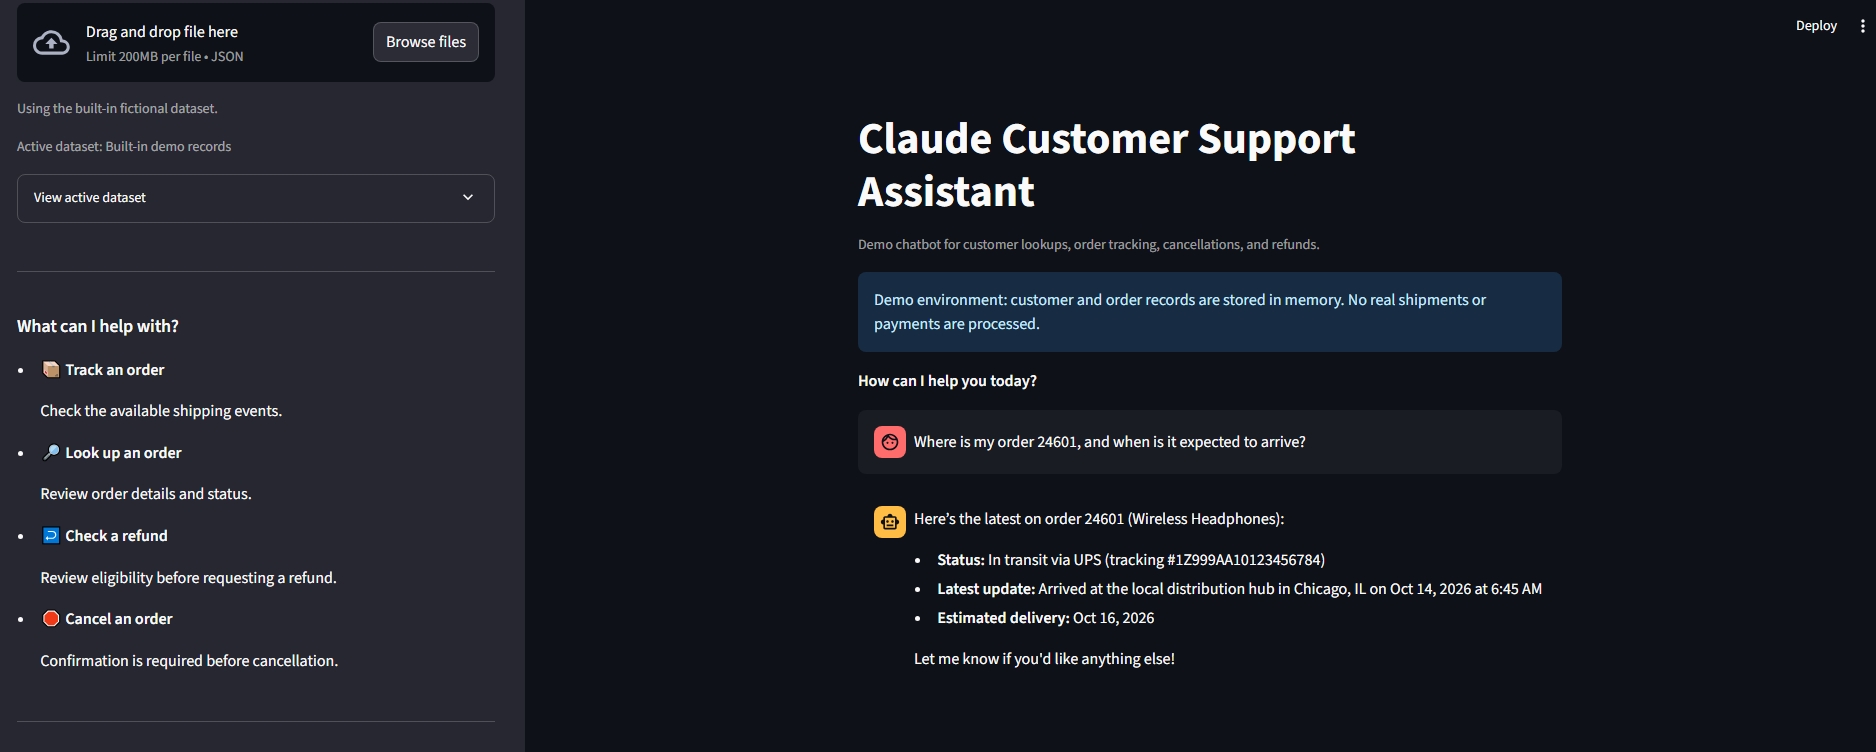 Drag and drop file here
Limit 200MB per file • JSON
Browse files
Using the built-in fictional dataset.
Active dataset: Built-in demo records
View active dataset
What can I help with?
• 📦 Track an order
Check the available shipping events.
• 🔎 Look up an order
Review order details and status.
• ↩️ Check a refund
Review eligibility before requesting a refund.
• 🛑 Cancel an order
Confirmation is required before cancellation.
Deploy
Claude Customer Support
Assistant
Demo chatbot for customer lookups, order tracking, cancellations, and refunds.
Demo environment: customer and order records are stored in memory. No real shipments or
payments are processed.
How can I help you today?
Where is my order 24601, and when is it expected to arrive?
Here’s the latest on order 24601 (Wireless Headphones):
• Status: In transit via UPS (tracking #1Z999AA10123456784)
• Latest update: Arrived at the local distribution hub in Chicago, IL on Oct 14, 2026 at 6:45 AM
• Estimated delivery: Oct 16, 2026
Let me know if you'd like anything else!